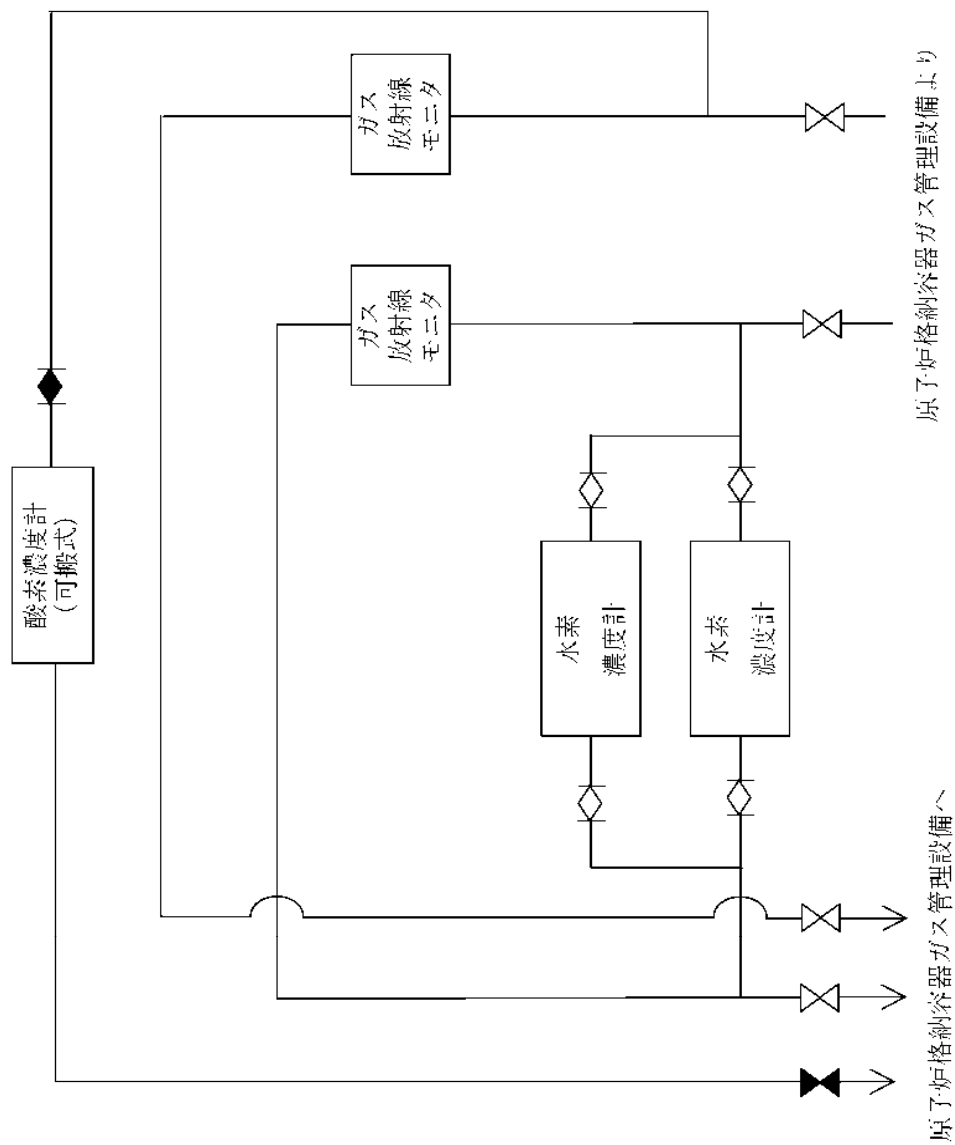 酸素濃度計
（可搬式）
ガス
放射線
モニタ
ガス
放射線
モニタ
水素
濃度計
水素
濃度計
原子炉格納容器ガス管理設備より
原子炉格納容器ガス管理設備へ